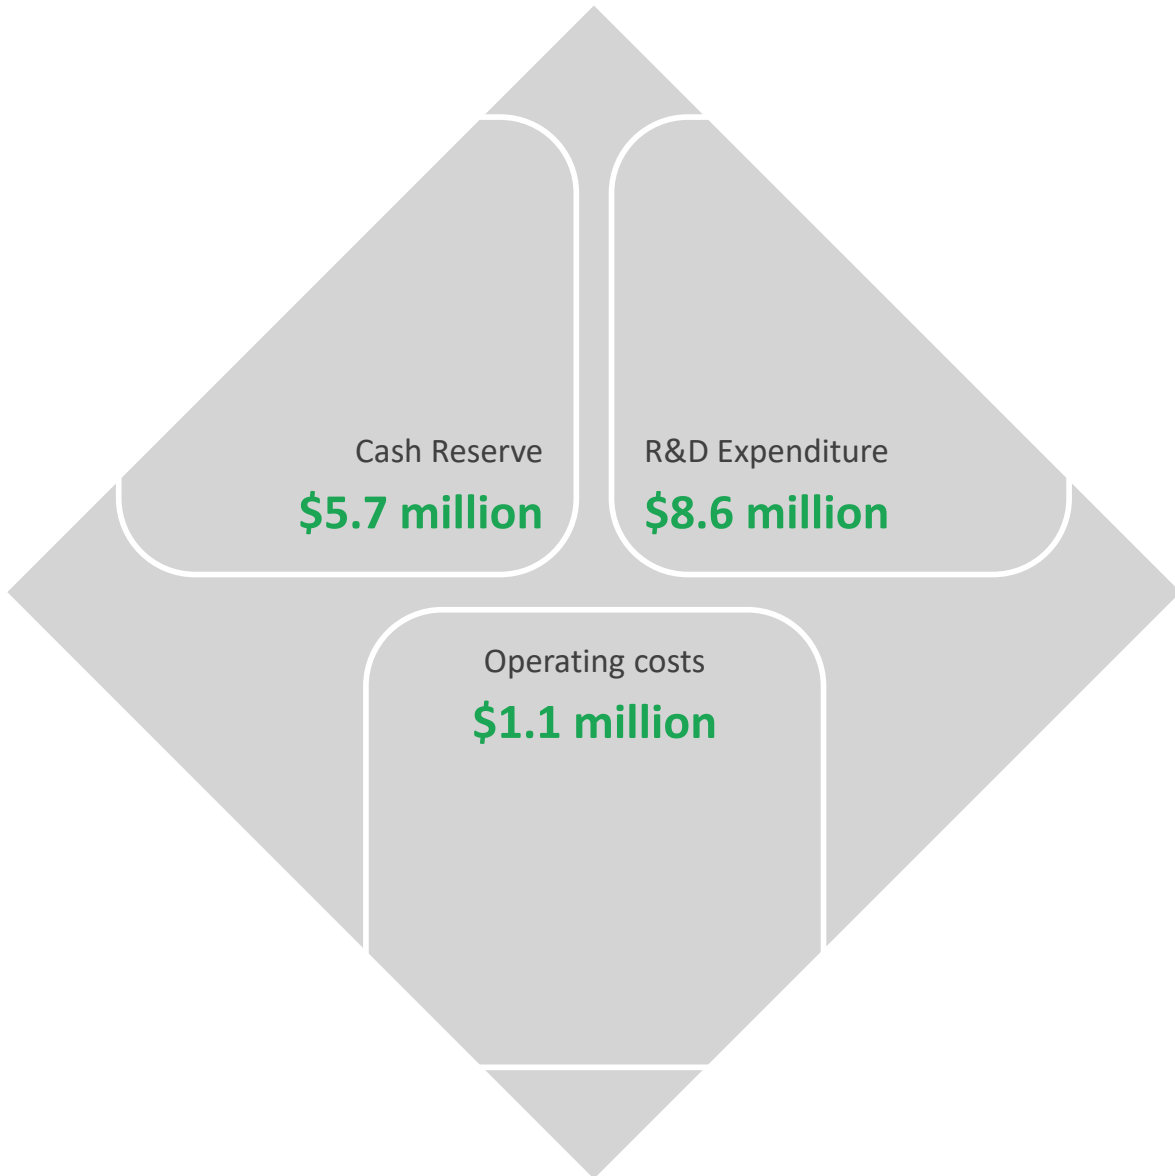 Cash Reserve
$5.7 million
R&D Expenditure
$8.6 million
Operating costs
$1.1 million